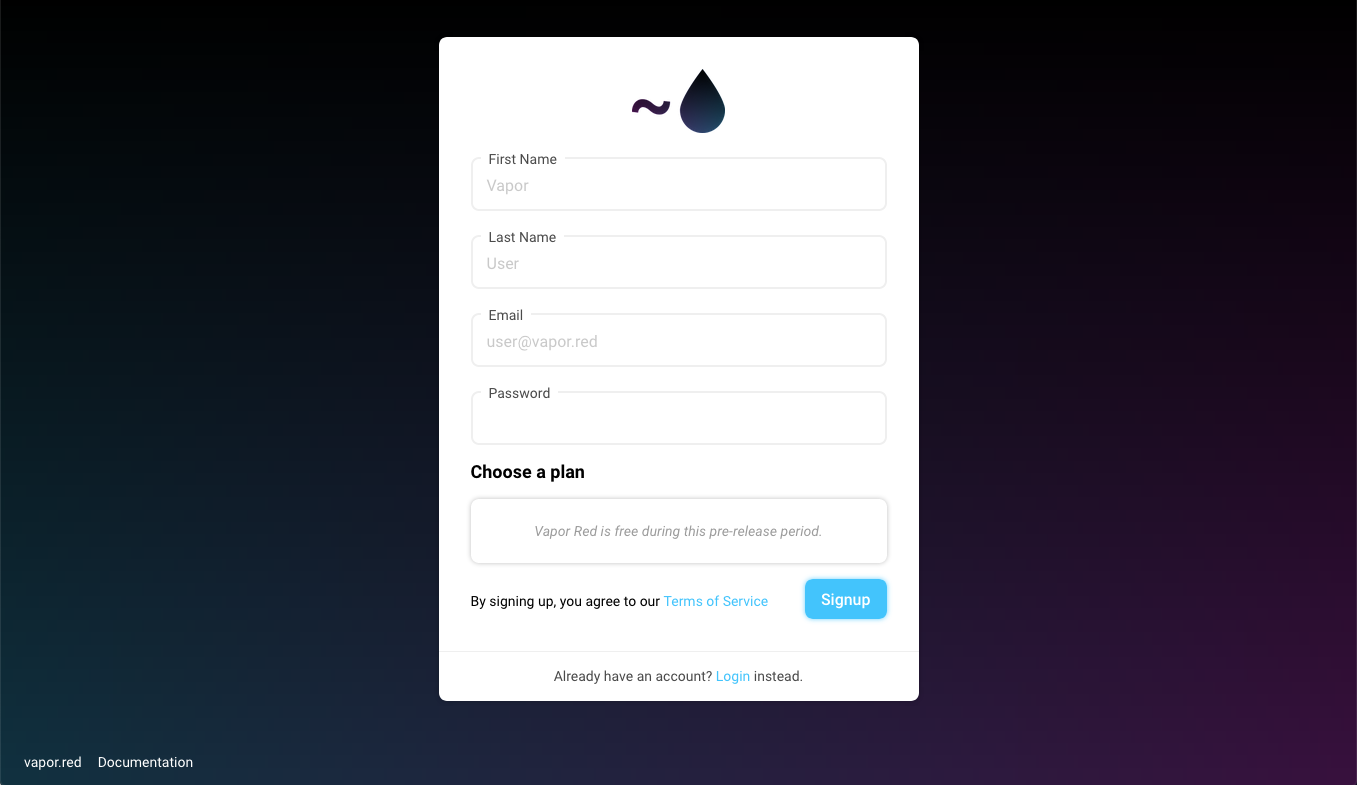 ~
First Name
Vapor
Last Name
User
Email
user@vapor.red
Password
Choose a plan
Vapor Red is free during this pre-release period.
By signing up, you agree to our Terms of Service
Signup
Already have an account? Login instead.
vapor.red Documentation